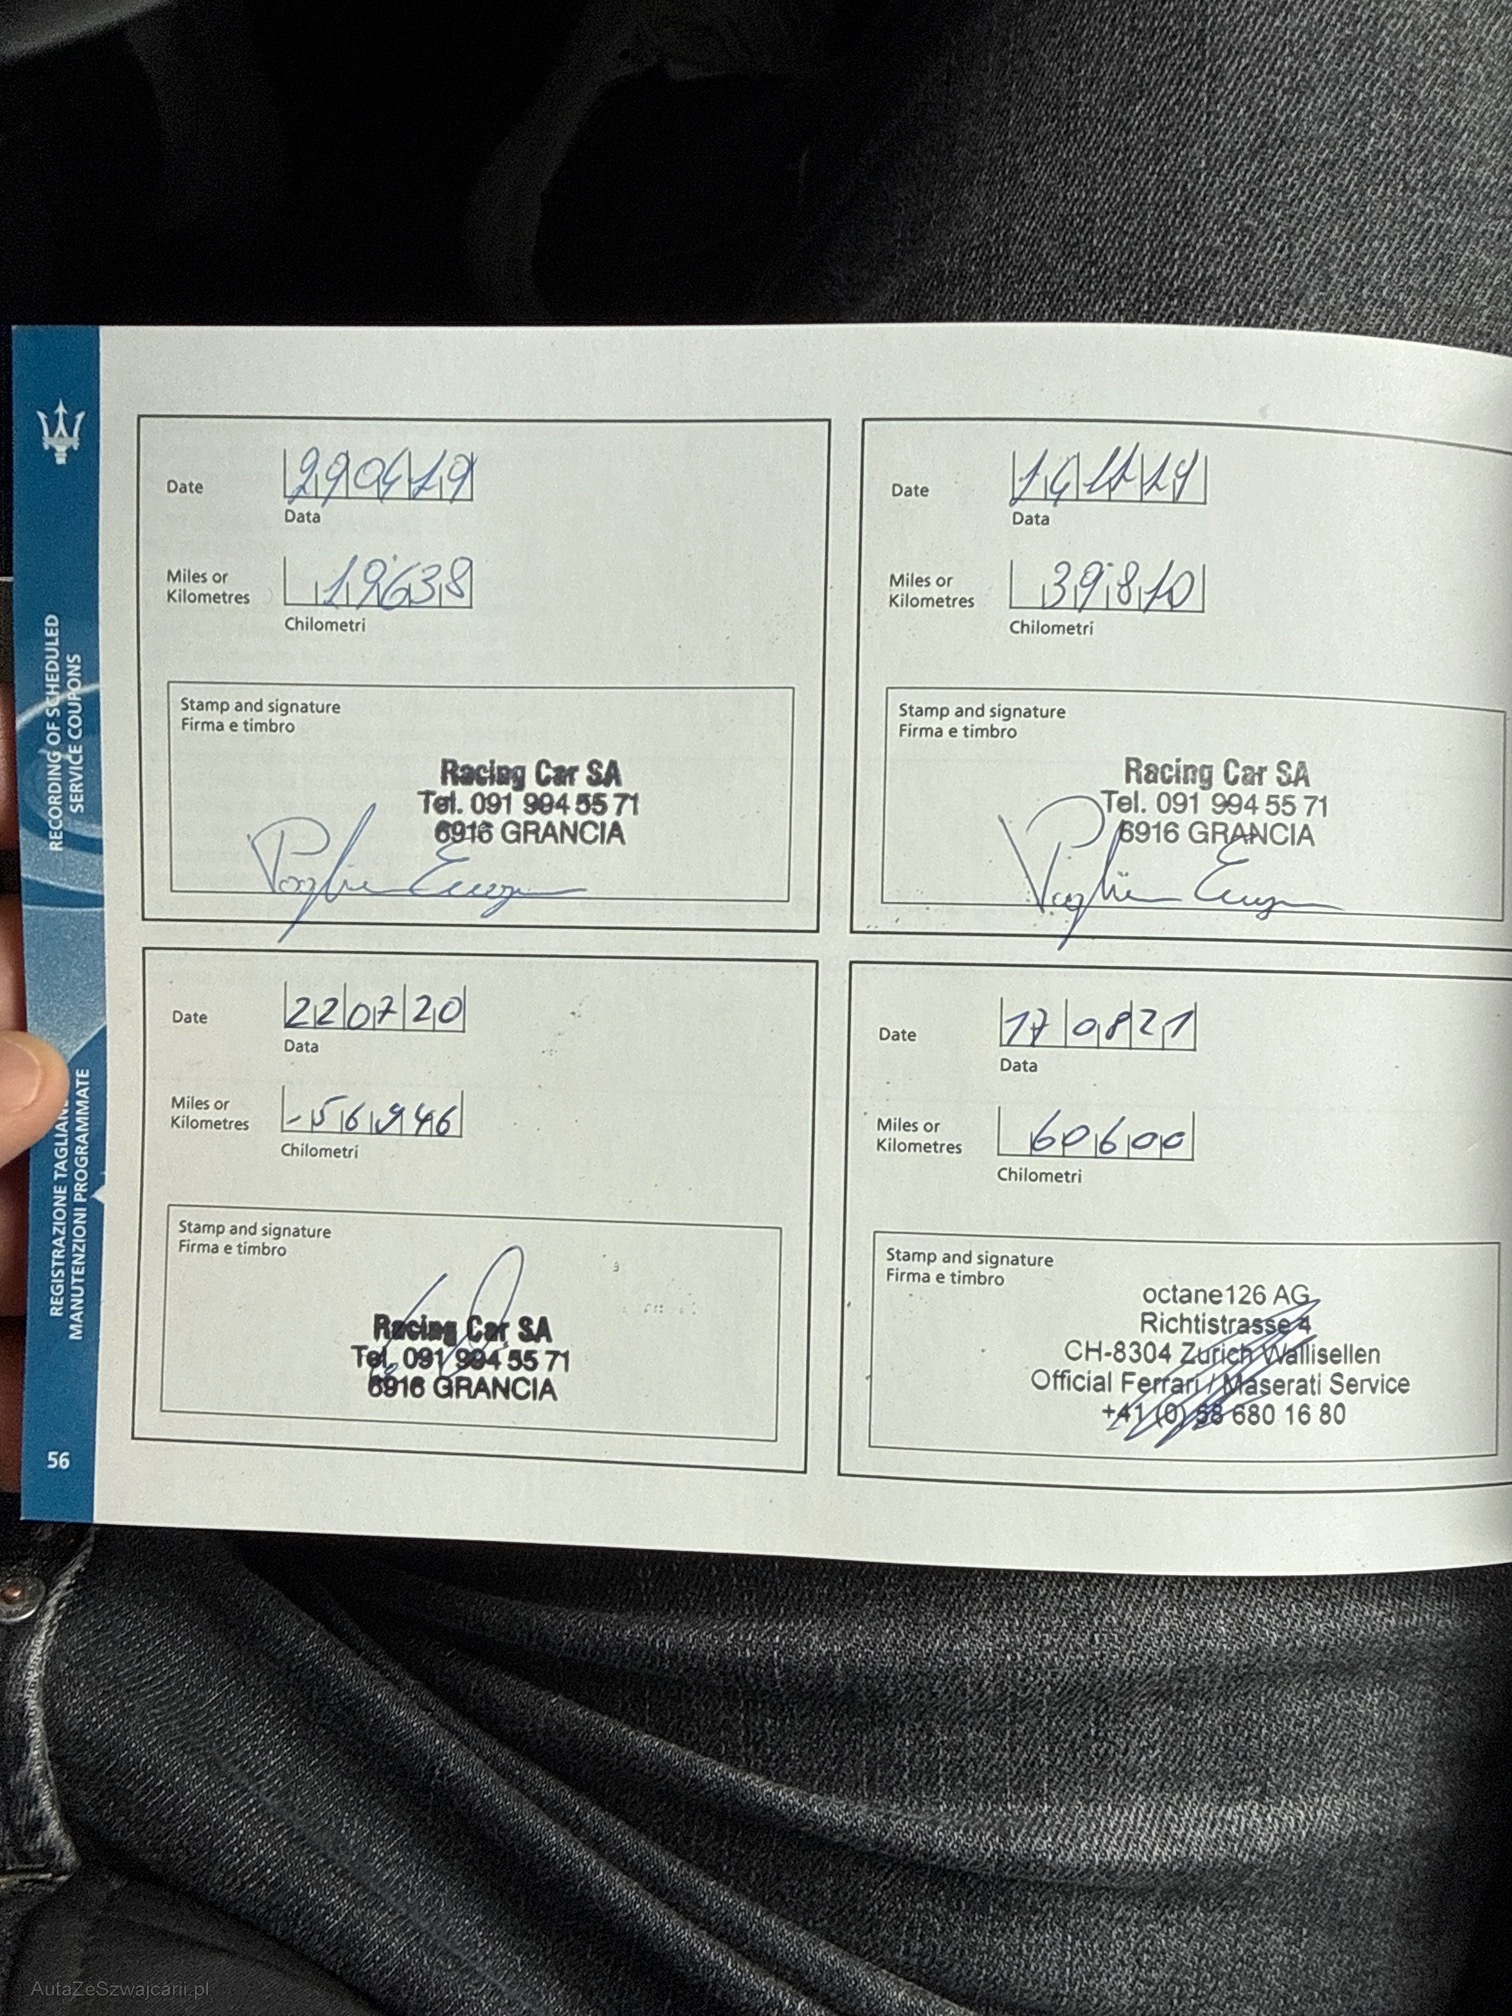 RECORDING OF SCHEDULED
SERVICE COUPONS
REGISTRAZIONE TAGLIAN
MANUTENZIONI PROGRAMMATE
56
Date 290419
Data
Miles or
Kilometres 19638
Chilometri
Stamp and signature
Firma e timbro
Racing Car SA
Tel. 091 994 55 71
6916 GRANCIA
Date
Data
Miles or
Kilometres 39810
Chilometri
Stamp and signature
Firma e timbro
Racing Car SA
Tel. 091 994 55 71
6916 GRANCIA
Date 220720
Data
Miles or
Kilometres -56946
Chilometri
Stamp and signature
Firma e timbro
Racing Car SA
Tel. 091 994 55 71
6916 GRANCIA
Date 170821
Data
Miles or
Kilometres 60600
Chilometri
Stamp and signature
Firma e timbro
octane126 AG
Richtistrasse 4
CH-8304 Zurich Wallisellen
Official Ferrari / Maserati Service
+41 (0) 58 680 16 80
AutaZeSzwajcarii.pl